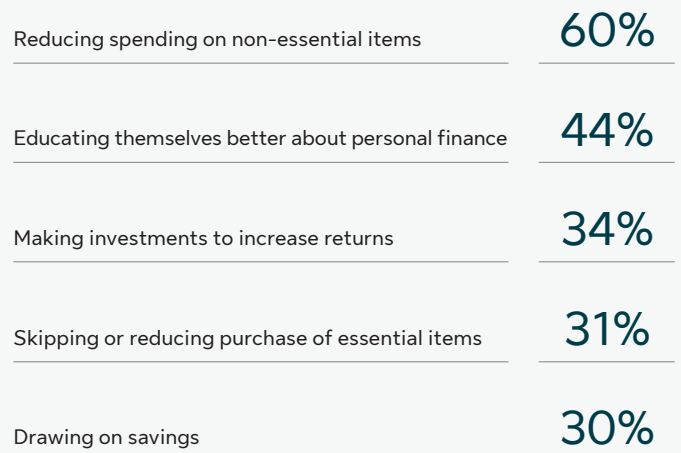 Reducing spending on non-essential items 60%
Educating themselves better about personal finance 44%
Making investments to increase returns 34%
Skipping or reducing purchase of essential items 31%
Drawing on savings 30%